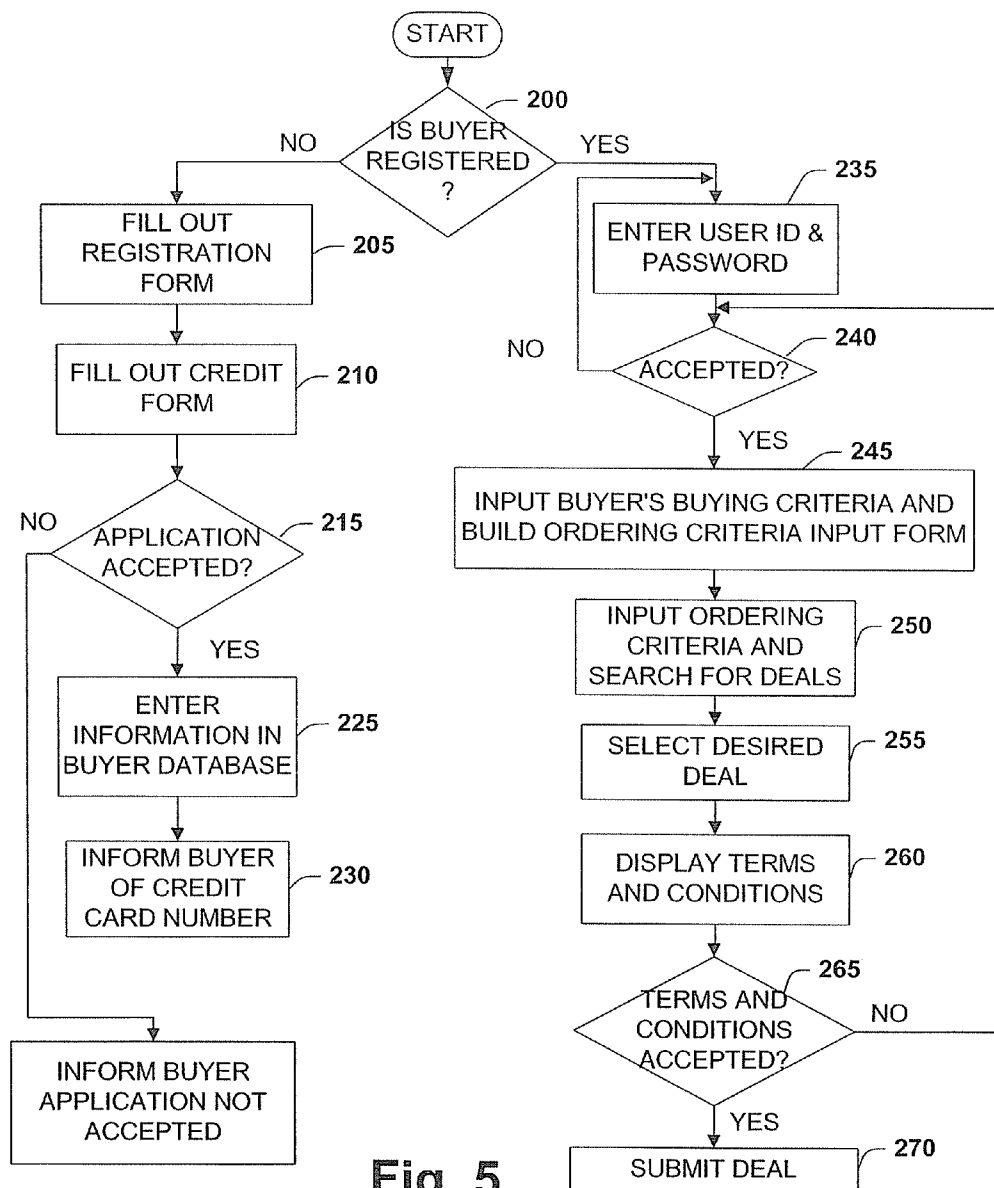 START
200
IS BUYER
REGISTERED
?
NO
YES
FILL OUT
REGISTRATION
FORM
205
235
ENTER USER ID &
PASSWORD
FILL OUT CREDIT
FORM
210
240
ACCEPTED?
NO
YES
APPLICATION
ACCEPTED?
215
NO
YES
245
INPUT BUYER'S BUYING CRITERIA AND
BUILD ORDERING CRITERIA INPUT FORM
INPUT ORDERING
CRITERIA AND
SEARCH FOR DEALS
250
ENTER
INFORMATION IN
BUYER DATABASE
225
SELECT DESIRED
DEAL
255
INFORM BUYER
OF CREDIT
CARD NUMBER
230
DISPLAY TERMS
AND CONDITIONS
260
265
TERMS AND
CONDITIONS
ACCEPTED?
NO
YES
INFORM BUYER
APPLICATION NOT
ACCEPTED
270
SUBMIT DEAL
Fig. 5